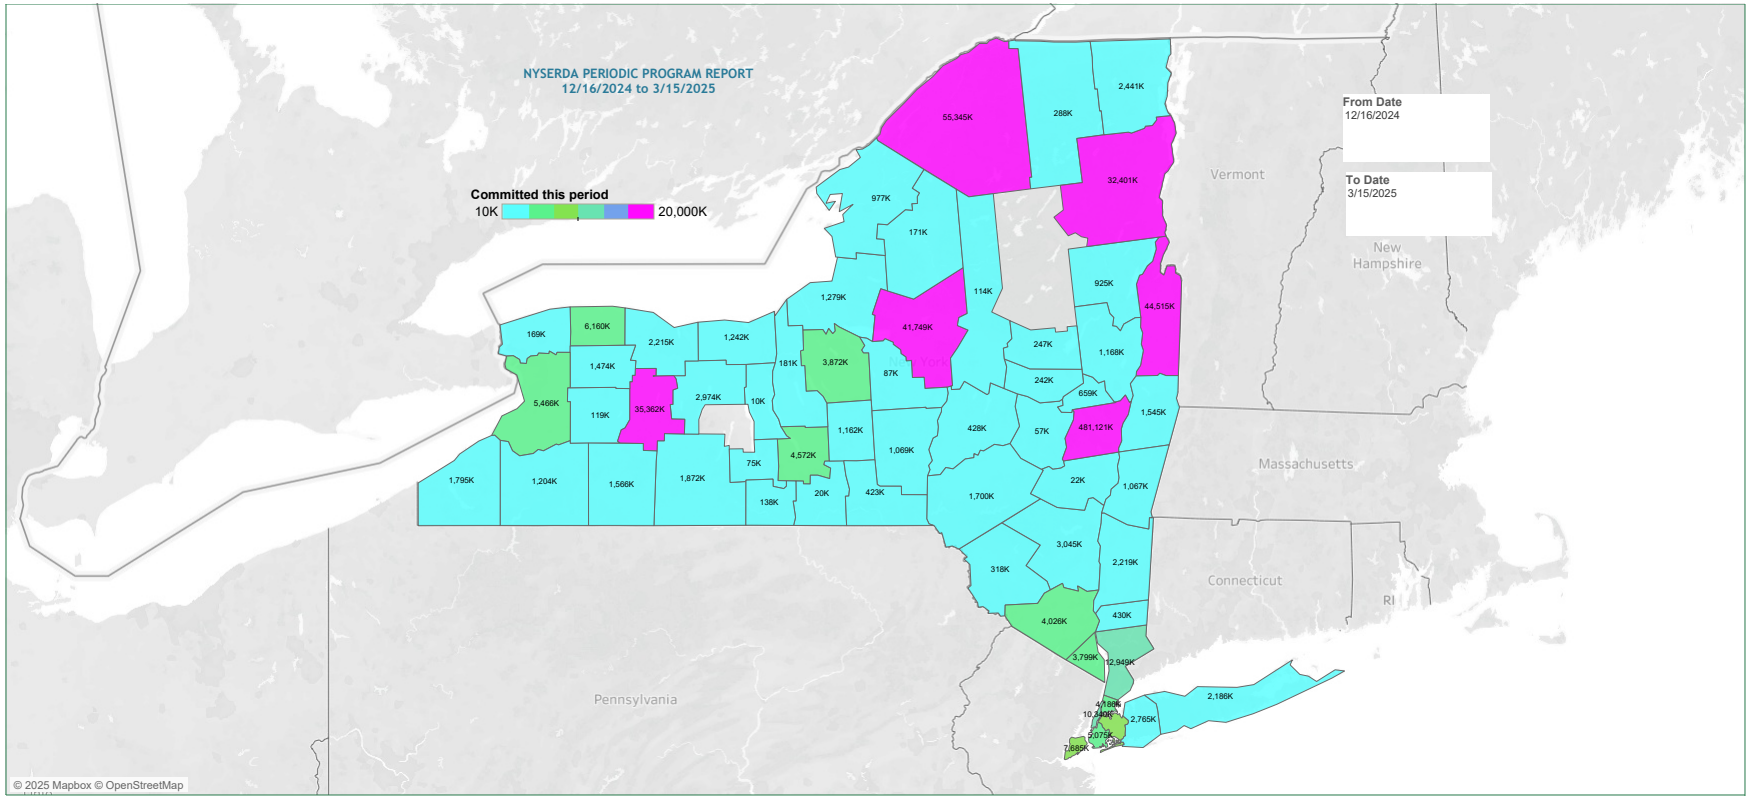 NYSERDA PERIODIC PROGRAM REPORT
12/16/2024 to 3/15/2025
From Date
12/16/2024
To Date
3/15/2025
Committed this period
10K
20,000K
Vermont
New
Hampshire
Massachusetts
Connecticut
RI
Pennsylvania
New York
55,345K
288K
2,441K
32,401K
977K
171K
114K
925K
44,515K
1,279K
41,749K
247K
1,168K
169K
6,160K
2,215K
1,242K
181K
3,872K
87K
242K
659K
1,474K
5,466K
119K
35,362K
2,974K
10K
1,162K
428K
57K
481,121K
1,545K
1,069K
75K
4,572K
1,795K
1,204K
1,566K
1,872K
138K
20K
423K
1,700K
22K
1,067K
3,045K
318K
2,219K
430K
4,026K
3,799K
12,949K
2,186K
2,765K
5,075K
7,685K
© 2025 Mapbox © OpenStreetMap